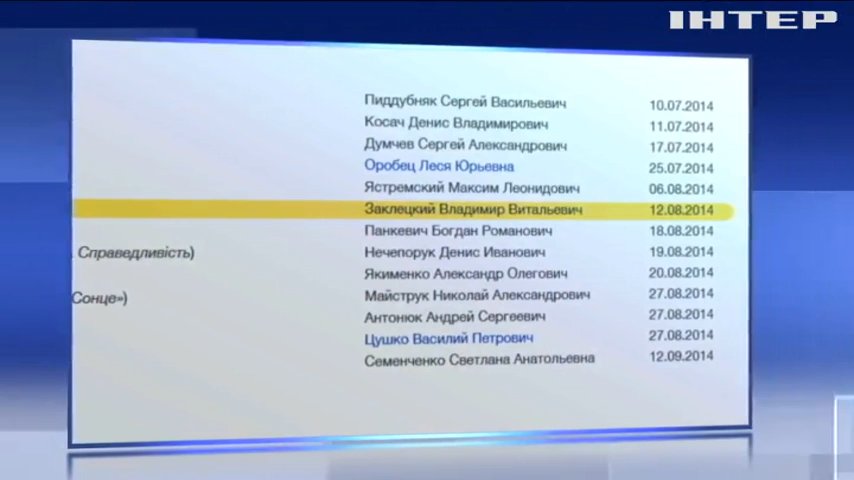 ІНТЕР
Пиддубняк Сергей Васильевич 10.07.2014
Косач Денис Владимирович 11.07.2014
Думчев Сергей Александрович 17.07.2014
Оробец Леся Юрьевна 25.07.2014
Ястремский Максим Леонидович 06.08.2014
Заклецкий Владимир Витальевич 12.08.2014
Панкевич Богдан Романович 18.08.2014
. Справедливість) Нечепорук Денис Иванович 19.08.2014
Якименко Александр Олегович 20.08.2014
Сонце») Майструк Николай Александрович 27.08.2014
Антонюк Андрей Сергеевич 27.08.2014
Цушко Василий Петрович 27.08.2014
Семенченко Светлана Анатольевна 12.09.2014